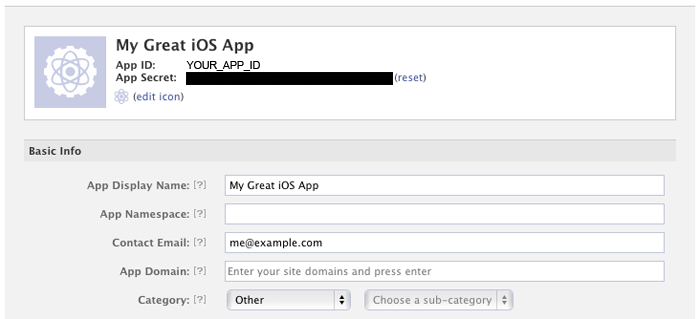 My Great iOS App
App ID: YOUR_APP_ID
App Secret: (reset)
(edit icon)
Basic Info
App Display Name: [?] My Great iOS App
App Namespace: [?]
Contact Email: [?] me@example.com
App Domain: [?] Enter your site domains and press enter
Category: [?] Other Choose a sub-category